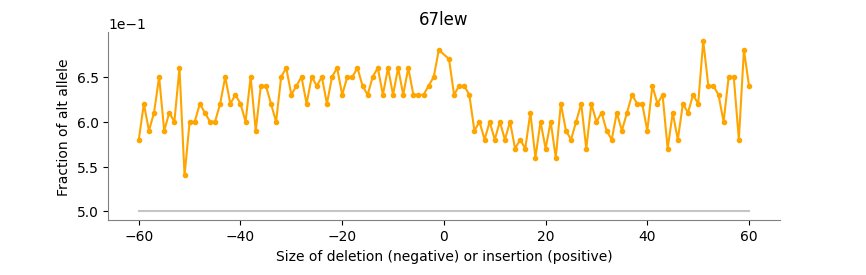 67lew
1e−1
6.5
6.0
5.5
5.0
Fraction of alt allele
−60 −40 −20 0 20 40 60
Size of deletion (negative) or insertion (positive)